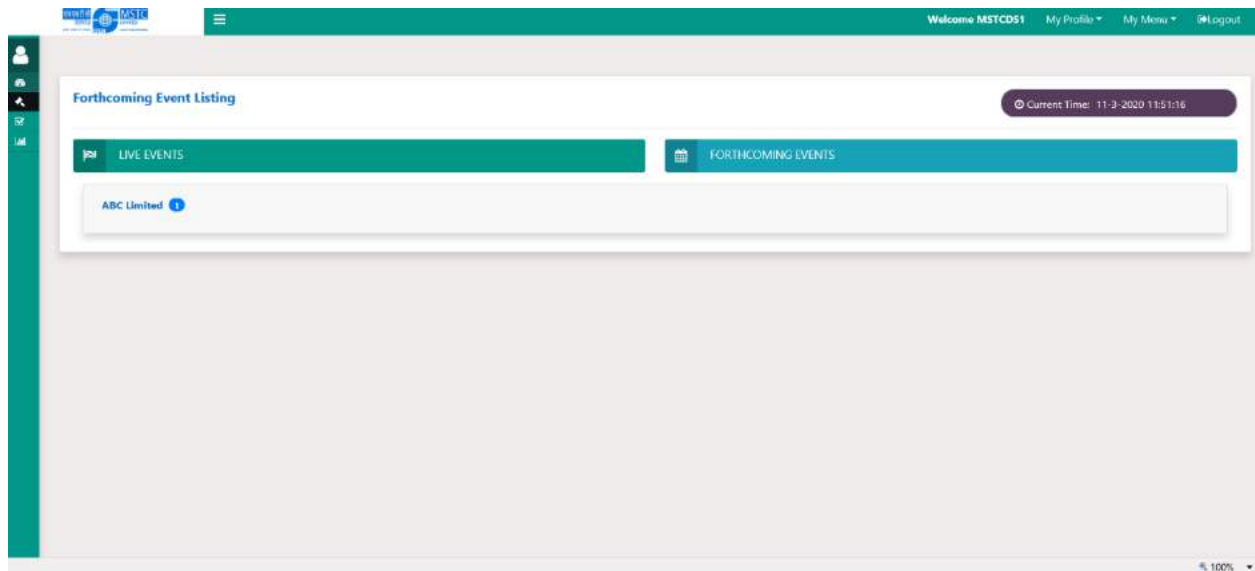 MSTC
Welcome MSTCDS1
My Profile
My Menu
Logout
Forthcoming Event Listing
Current Time: 11-3-2020 11:51:16
LIVE EVENTS
FORTHCOMING EVENTS
ABC Limited 1
100%